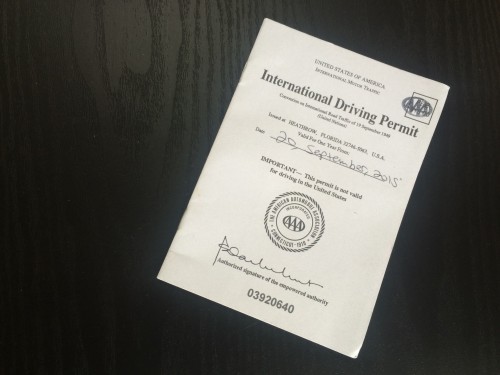 UNITED STATES OF AMERICA
INTERNATIONAL MOTOR TRAFFIC
International Driving Permit
AAA
Convention on International Road Traffic of 19 September 1949
(United Nations)
Issued at HEATHROW, FLORIDA 32746-5063, U.S.A.
Valid For One Year From:
Date 20 September 2015
IMPORTANT— This permit is not valid
for driving in the United States
THE AMERICAN AUTOMOBILE ASSOCIATION
INCORPORATED
AAA
CONNECTICUT, 1910
Authorized signature of the empowered authority
03920640